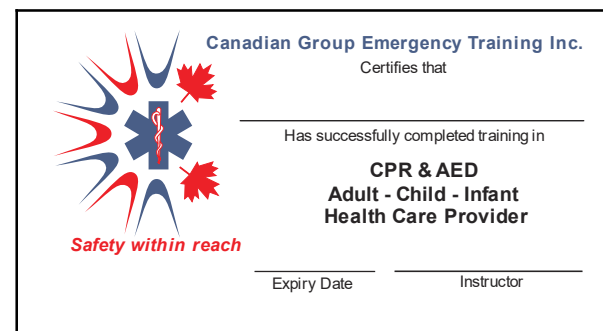 Canadian Group Emergency Training Inc.
Certifies that
Has successfully completed training in
CPR & AED
Adult - Child - Infant
Health Care Provider
Safety within reach
Expiry Date
Instructor